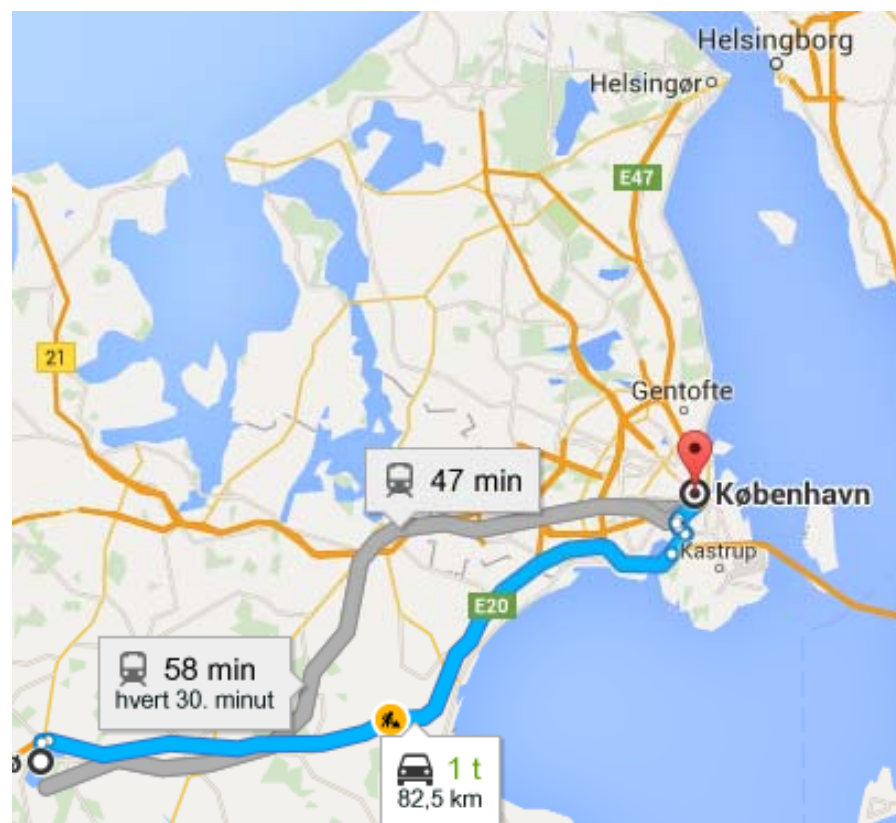 Helsingborg
Helsingør
E47
21
Gentofte
47 min
København
Kastrup
E20
58 min
hvert 30. minut
ø
1 t
82,5 km